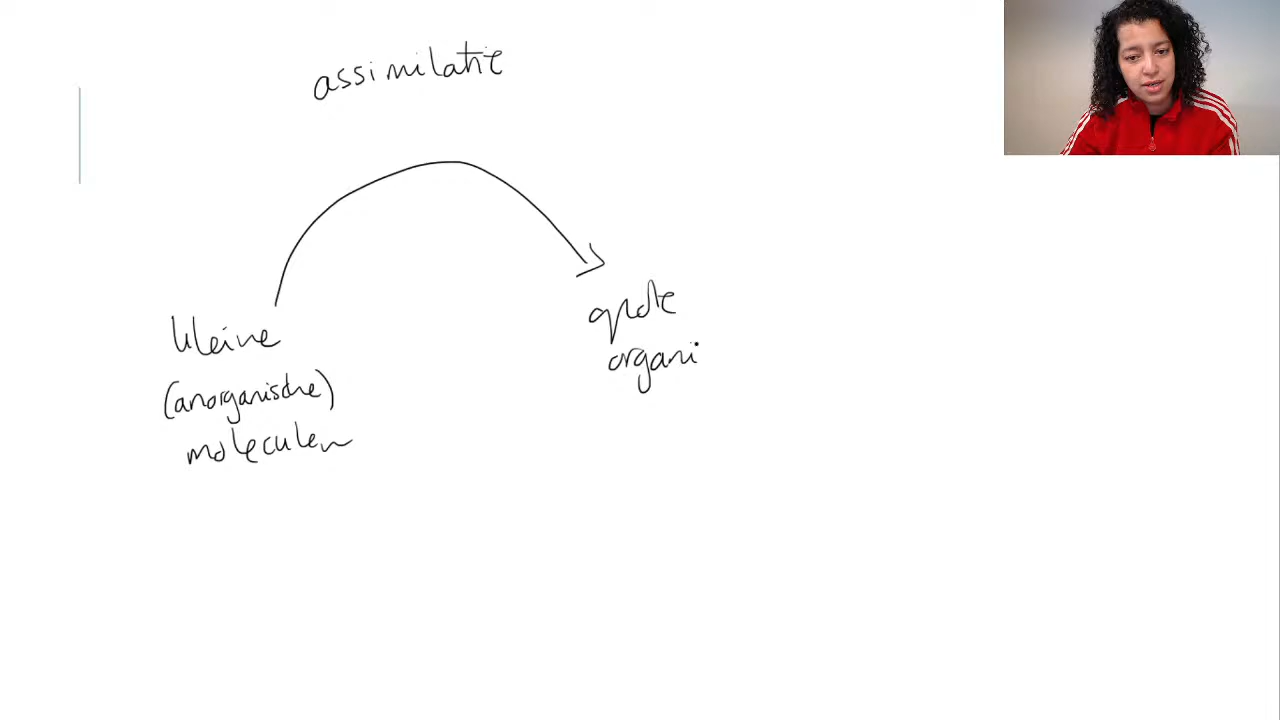 assimilatie
kleine
(anorganische)
moleculen
grote
organi